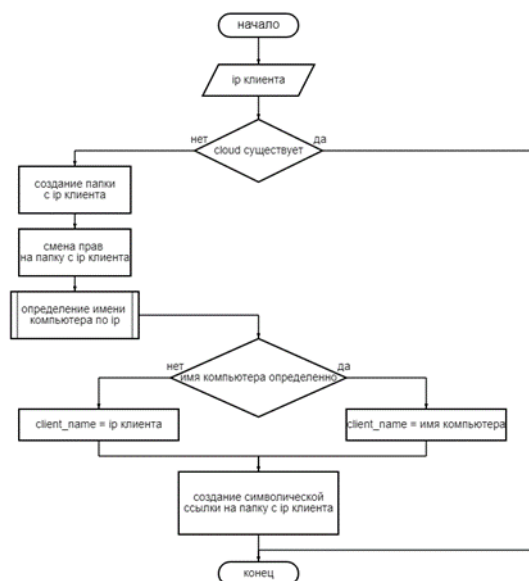 начало
ip клиента
нет
да
cloud существует
создание папки
с ip клиента
смена прав
на папку с ip клиента
определение имени
компьютера по ip
нет
да
имя компьютера определенно
client_name = ip клиента
client_name = имя компьютера
создание символической
ссылки на папку с ip клиента
конец